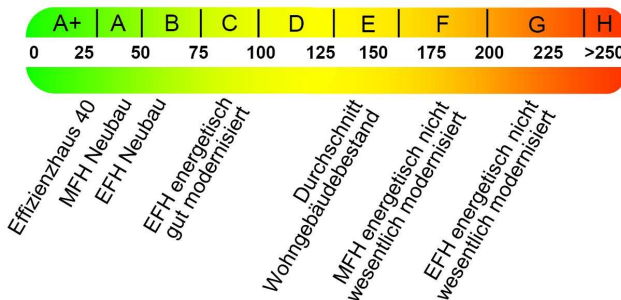 A+ A B C D E F G H
0 25 50 75 100 125 150 175 200 225 >250
Effizienzhaus 40
MFH Neubau
EFH Neubau
EFH energetisch
gut modernisiert
Durchschnitt
Wohngebäudebestand
MFH energetisch nicht
wesentlich modernisiert
EFH energetisch nicht
wesentlich modernisiert